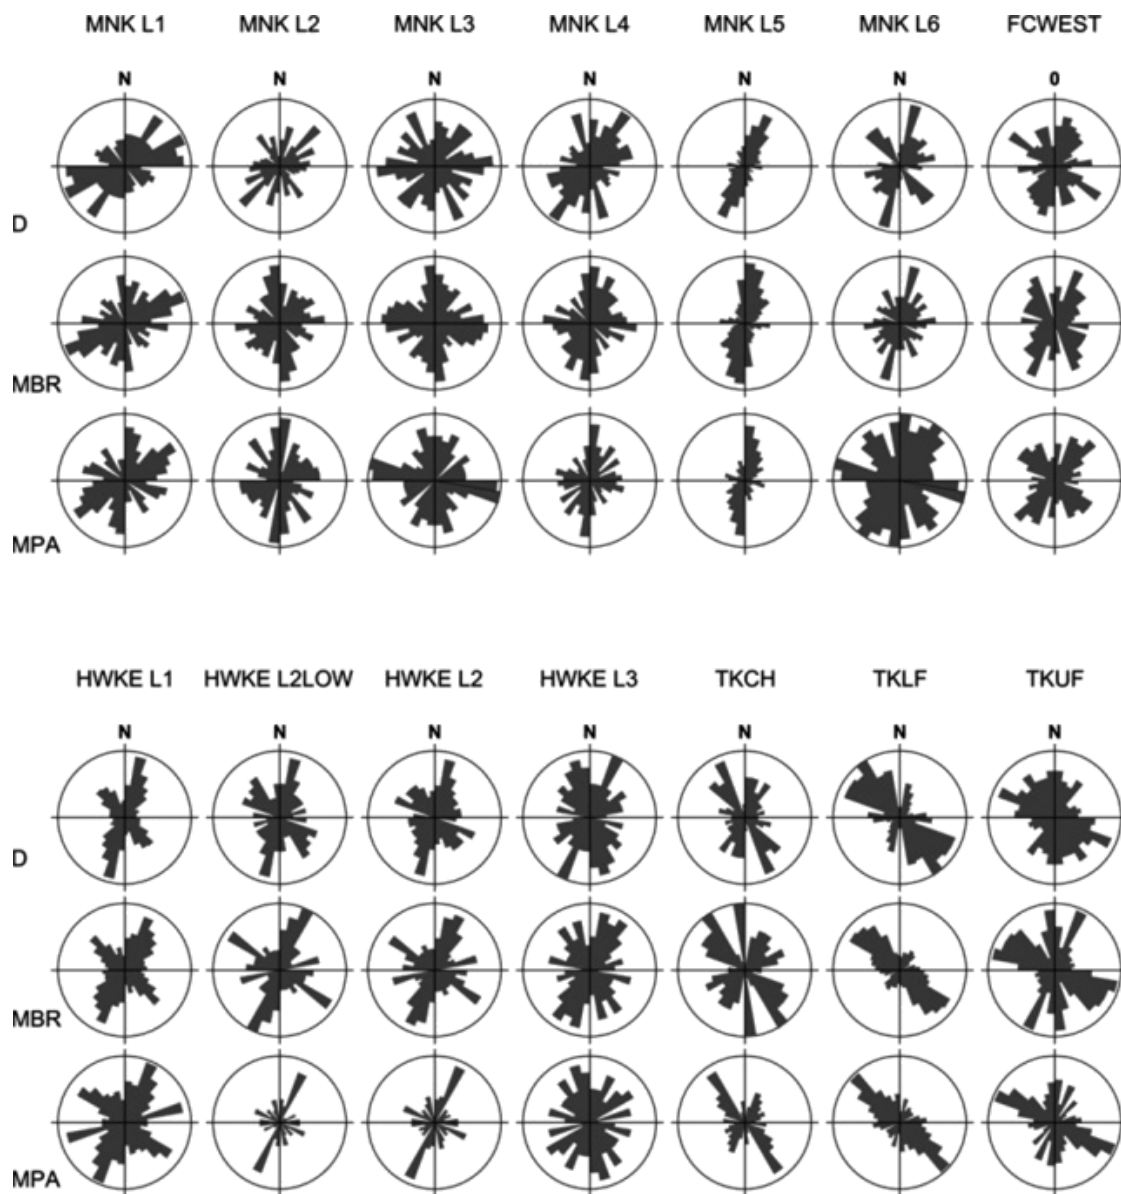 MNK L1 MNK L2 MNK L3 MNK L4 MNK L5 MNK L6 FCWEST
N N N N N N 0
D
MBR
MPA
HWKE L1 HWKE L2LOW HWKE L2 HWKE L3 TKCH TKLF TKUF
N N N N N N N
D
MBR
MPA